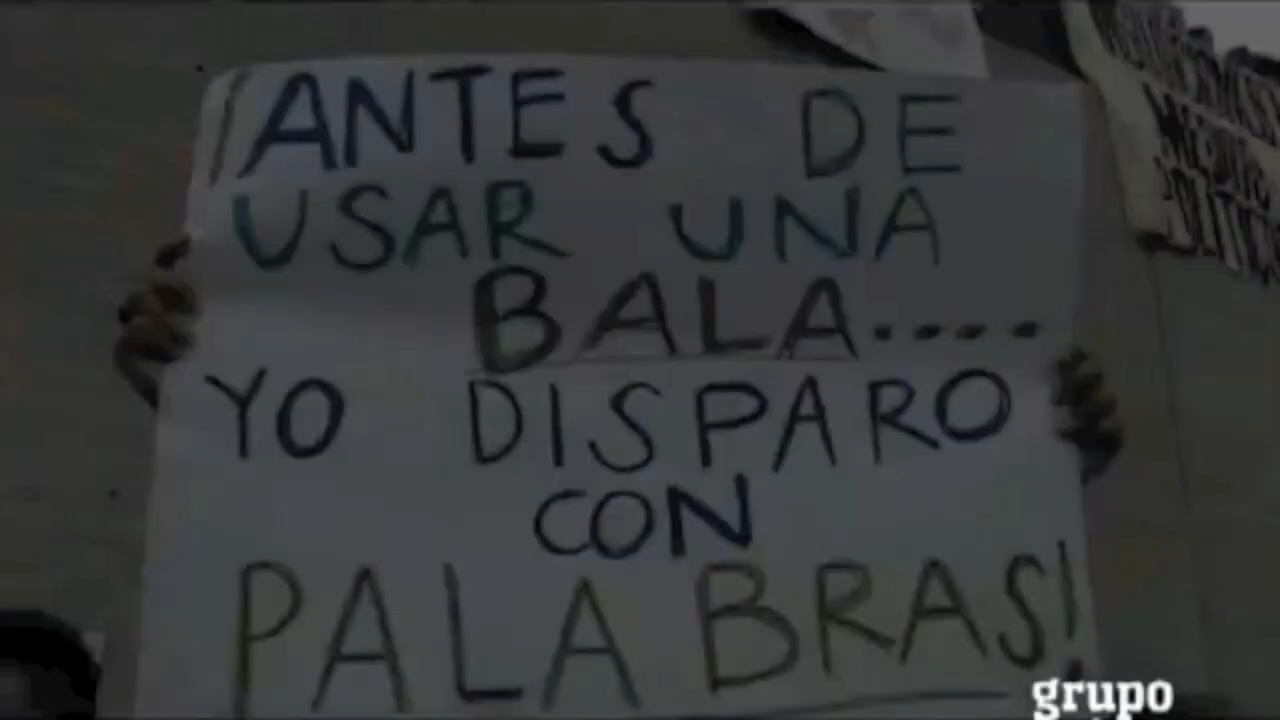 ¡ANTES DE
USAR UNA
BALA....
YO DISPARO
CON
PALABRAS!
grupo